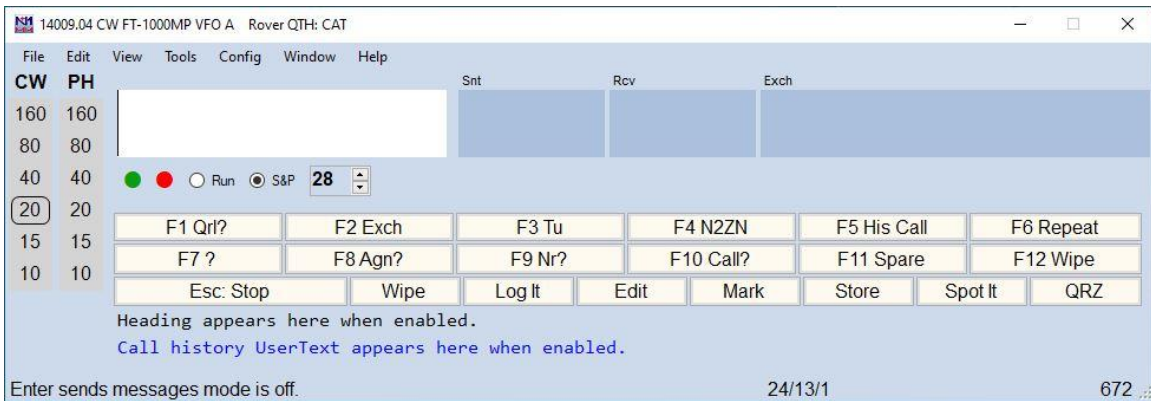 14009.04 CW FT-1000MP VFO A Rover QTH: CAT
File Edit View Tools Config Window Help
CW PH Snt Rcv Exch
160 160
80 80
40 40 Run S&P 28
20 20
F1 Qrl? F2 Exch F3 Tu F4 N2ZN F5 His Call F6 Repeat
15 15
F7 ? F8 Agn? F9 Nr? F10 Call? F11 Spare F12 Wipe
10 10
Esc: Stop Wipe Log It Edit Mark Store Spot It QRZ
Heading appears here when enabled.
Call history UserText appears here when enabled.
Enter sends messages mode is off. 24/13/1 672